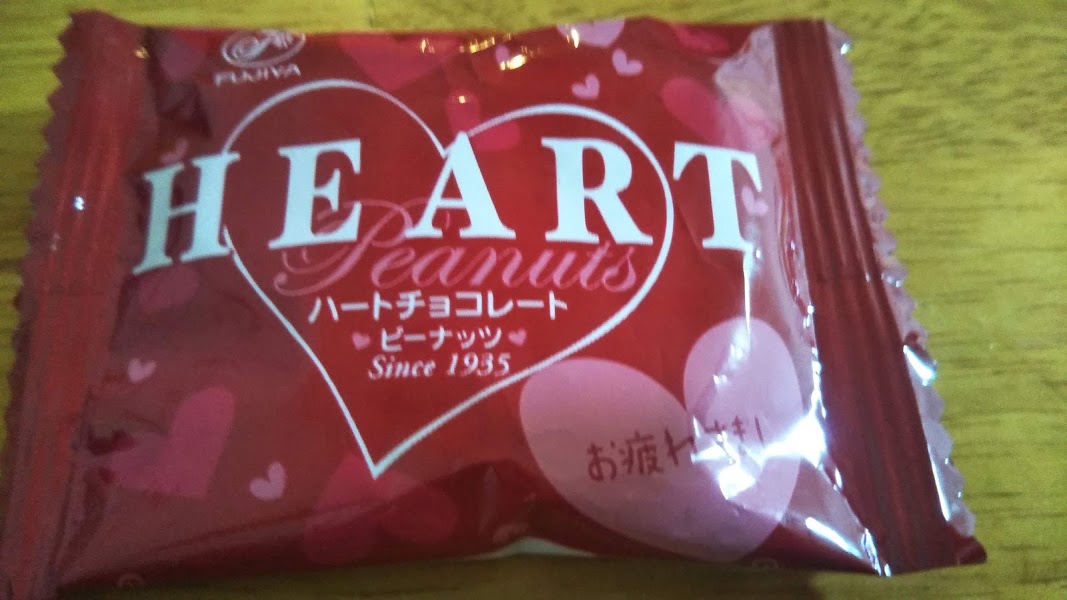 FUJIYA
HEART
Peanuts
ハートチョコレート
ピーナッツ
Since 1935
お疲れさま!